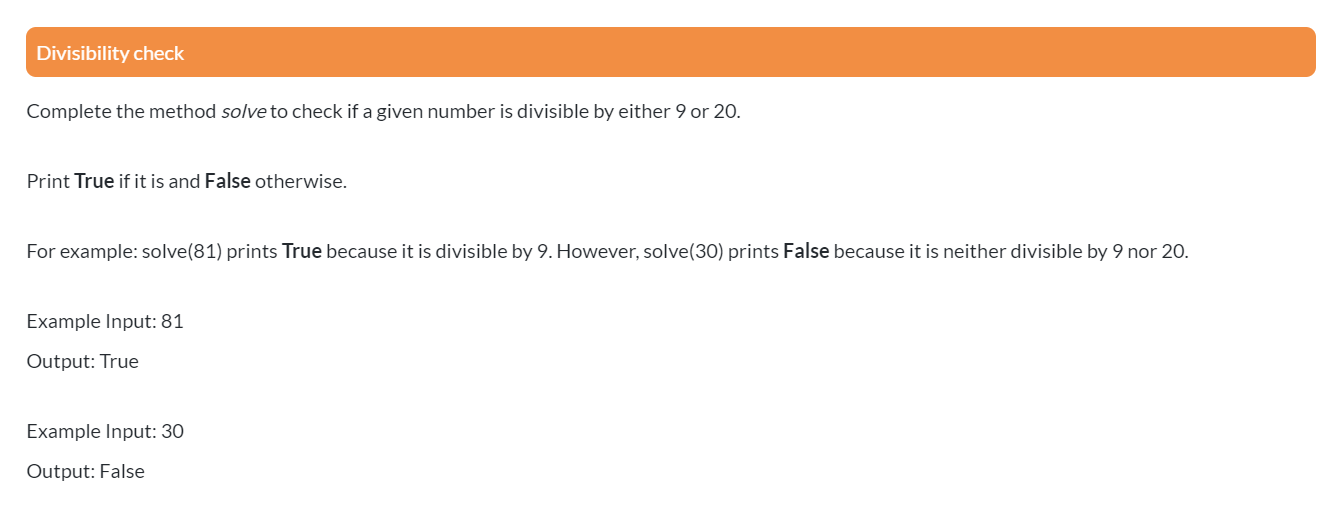 Divisibility check
Complete the method solve to check if a given number is divisible by either 9 or 20.
Print True if it is and False otherwise.
For example: solve(81) prints True because it is divisible by 9. However, solve(30) prints False because it is neither divisible by 9 nor 20.
Example Input: 81
Output: True
Example Input: 30
Output: False